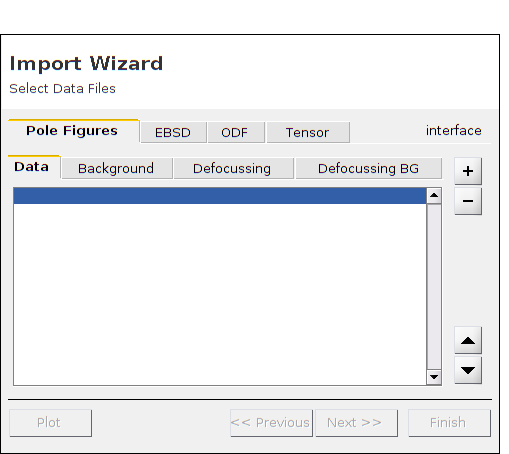 Import Wizard
Select Data Files
Pole Figures EBSD ODF Tensor interface
Data Background Defocussing Defocussing BG +
−
Plot << Previous Next >> Finish